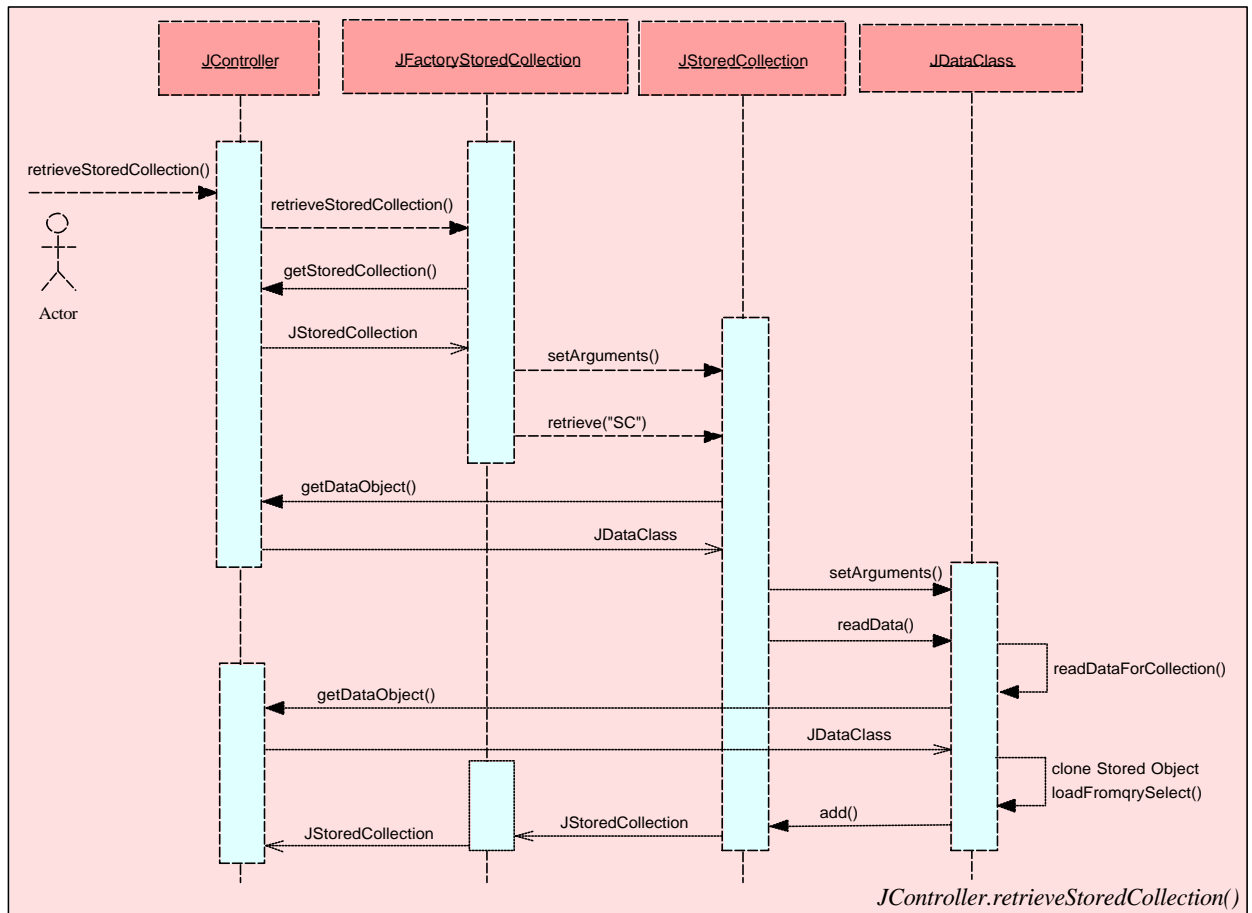 JController
JFactoryStoredCollection
JStoredCollection
JDataClass
retrieveStoredCollection()
Actor
retrieveStoredCollection()
getStoredCollection()
JStoredCollection
setArguments()
retrieve("SC")
getDataObject()
JDataClass
setArguments()
readData()
readDataForCollection()
getDataObject()
JDataClass
clone Stored Object
loadFromqrySelect()
add()
JStoredCollection
JStoredCollection
JController.retrieveStoredCollection()